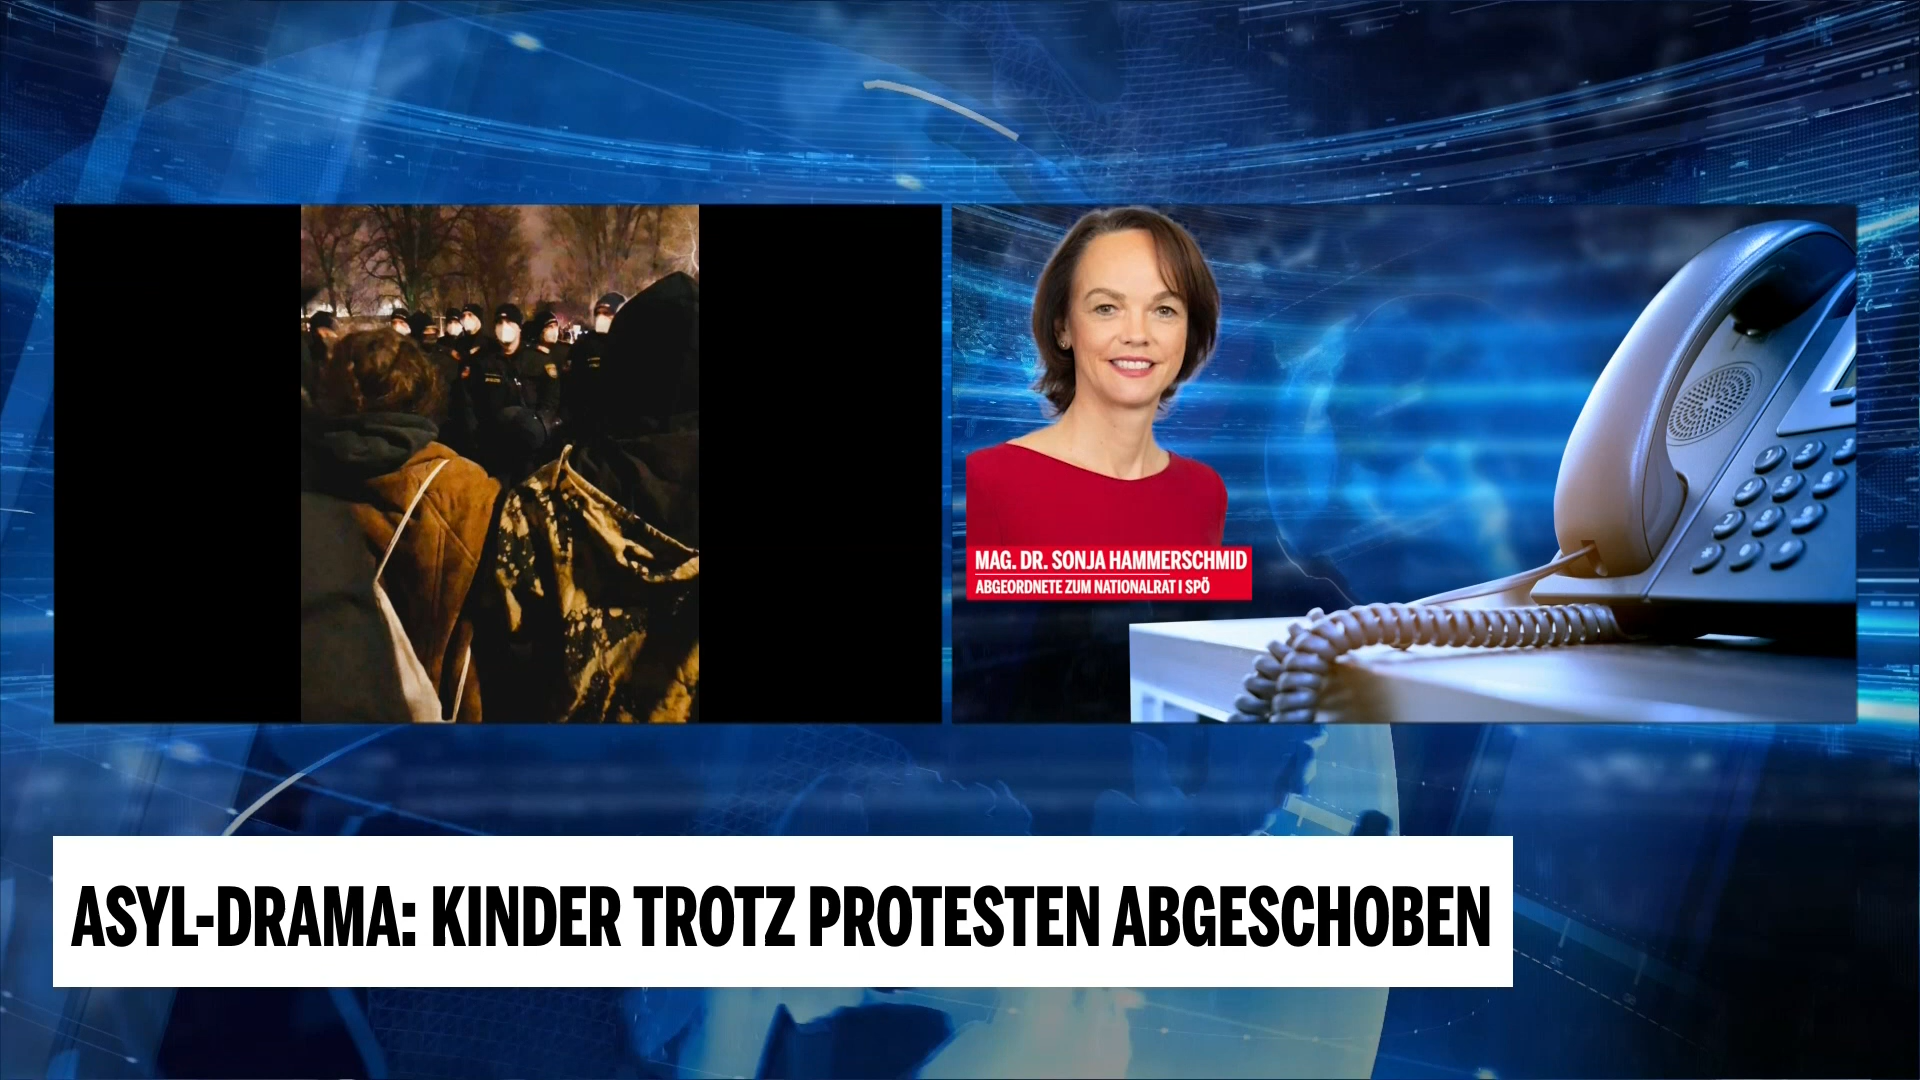 MAG. DR. SONJA HAMMERSCHMID
ABGEORDNETE ZUM NATIONALRAT I SPÖ
ASYL-DRAMA: KINDER TROTZ PROTESTEN ABGESCHOBEN